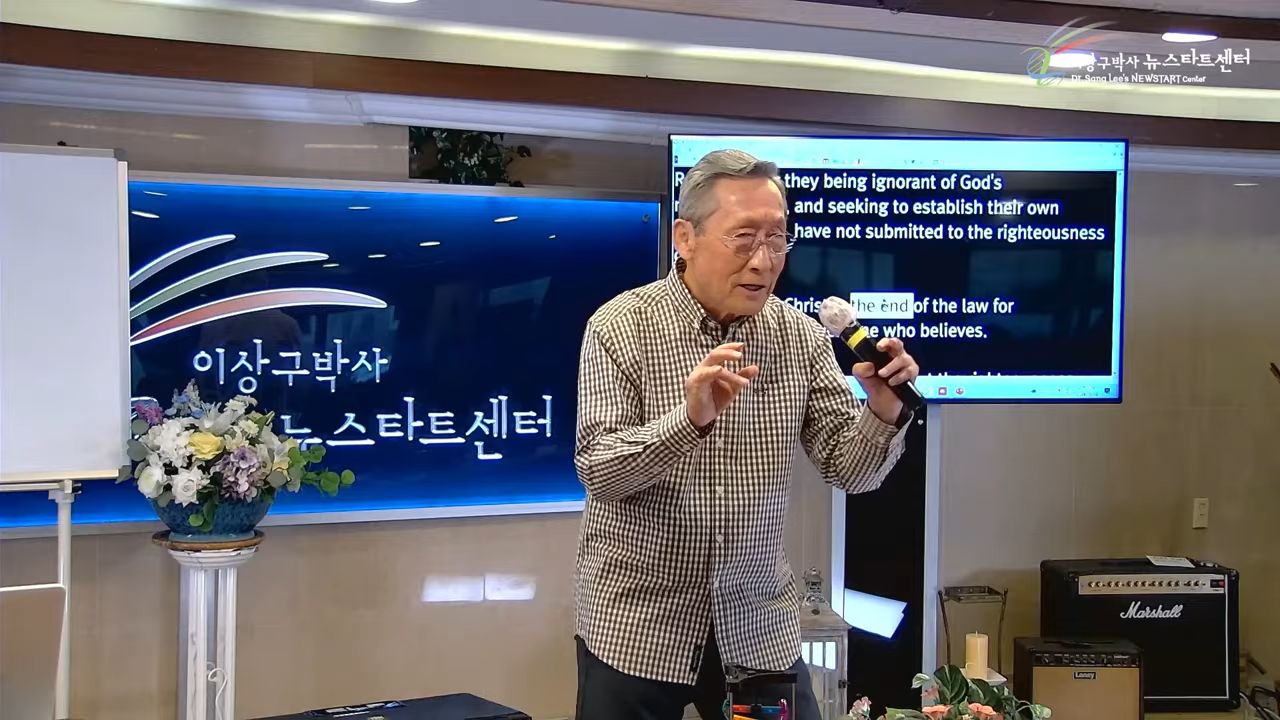 이상구박사 뉴스타트센터
Dr. Sang Lee's NEWSTART Center
they being ignorant of God's
and seeking to establish their own
have not submitted to the righteousness
the end of the law for
who believes.
이상구박사
뉴스타트센터
Marshall
Laney